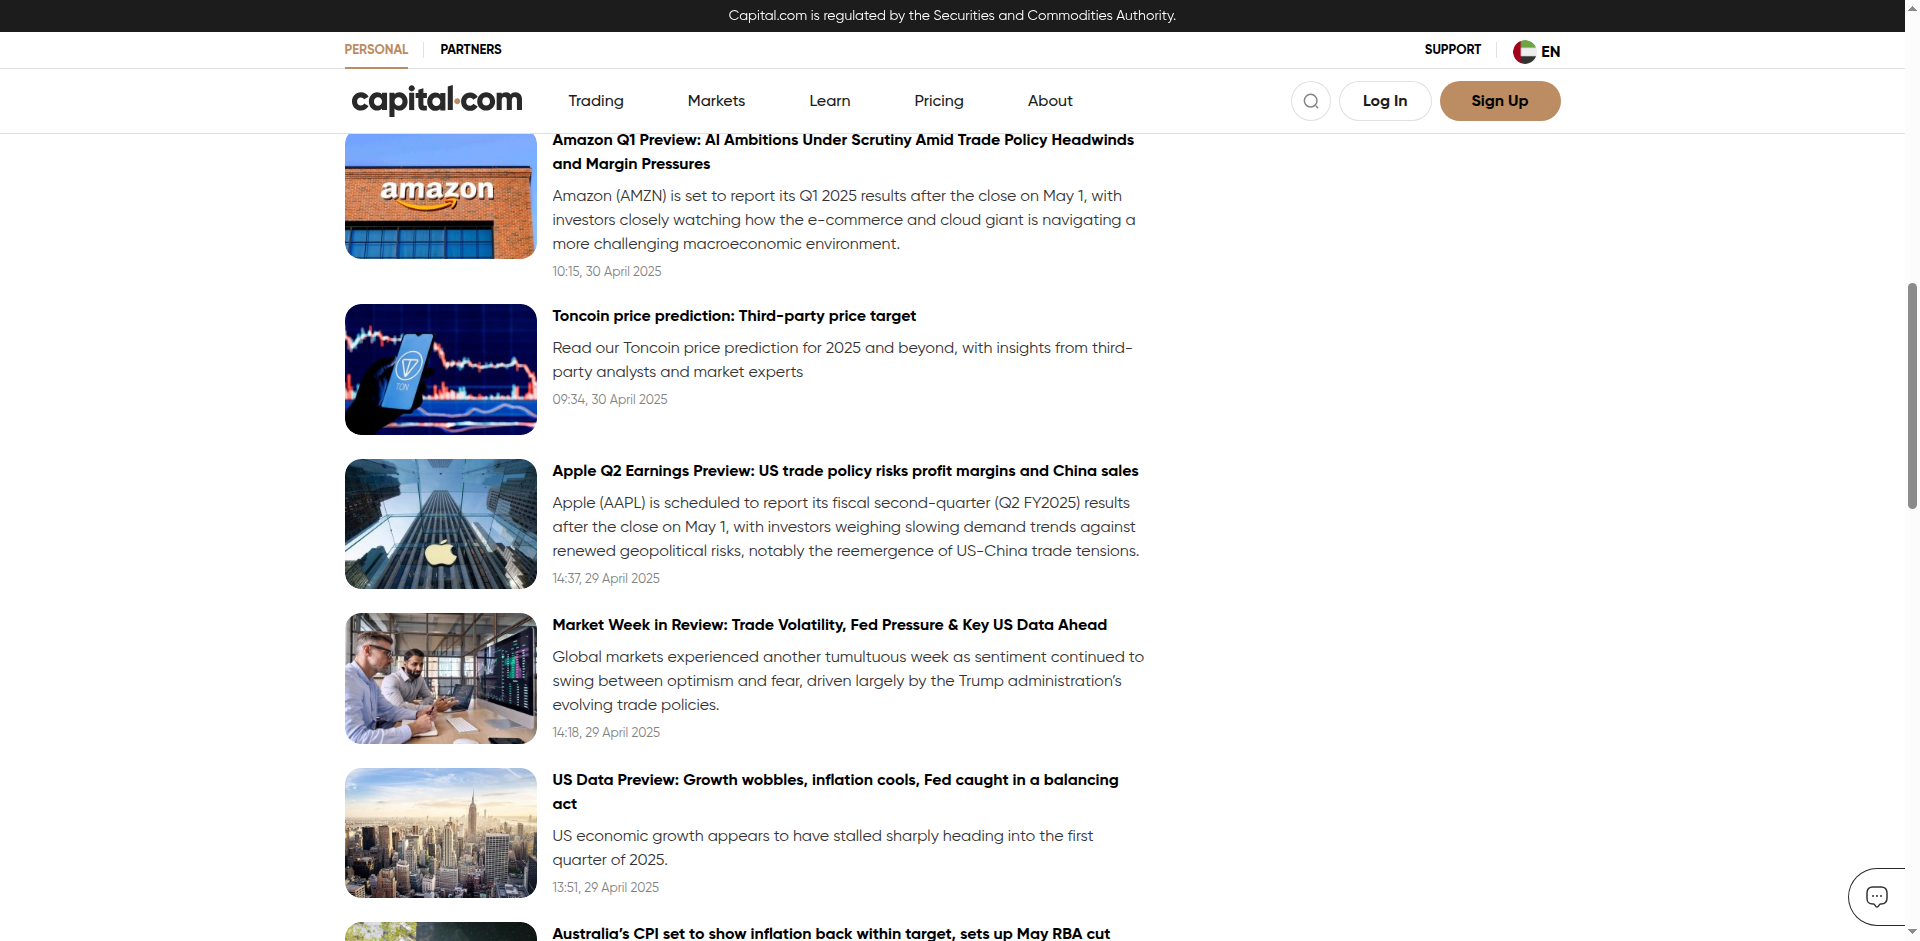 Capital.com is regulated by the Securities and Commodities Authority.
PERSONAL
PARTNERS
SUPPORT
EN
capital.com
Trading
Markets
Learn
Pricing
About
Log In
Sign Up
amazon
Amazon Q1 Preview: AI Ambitions Under Scrutiny Amid Trade Policy Headwinds
and Margin Pressures
Amazon (AMZN) is set to report its Q1 2025 results after the close on May 1, with
investors closely watching how the e-commerce and cloud giant is navigating a
more challenging macroeconomic environment.
10:15, 30 April 2025
TON
Toncoin price prediction: Third-party price target
Read our Toncoin price prediction for 2025 and beyond, with insights from third-
party analysts and market experts
09:34, 30 April 2025
Apple Q2 Earnings Preview: US trade policy risks profit margins and China sales
Apple (AAPL) is scheduled to report its fiscal second-quarter (Q2 FY2025) results
after the close on May 1, with investors weighing slowing demand trends against
renewed geopolitical risks, notably the reemergence of US-China trade tensions.
14:37, 29 April 2025
Market Week in Review: Trade Volatility, Fed Pressure & Key US Data Ahead
Global markets experienced another tumultuous week as sentiment continued to
swing between optimism and fear, driven largely by the Trump administration’s
evolving trade policies.
14:18, 29 April 2025
US Data Preview: Growth wobbles, inflation cools, Fed caught in a balancing
act
US economic growth appears to have stalled sharply heading into the first
quarter of 2025.
13:51, 29 April 2025
Australia’s CPI set to show inflation back within target, sets up May RBA cut